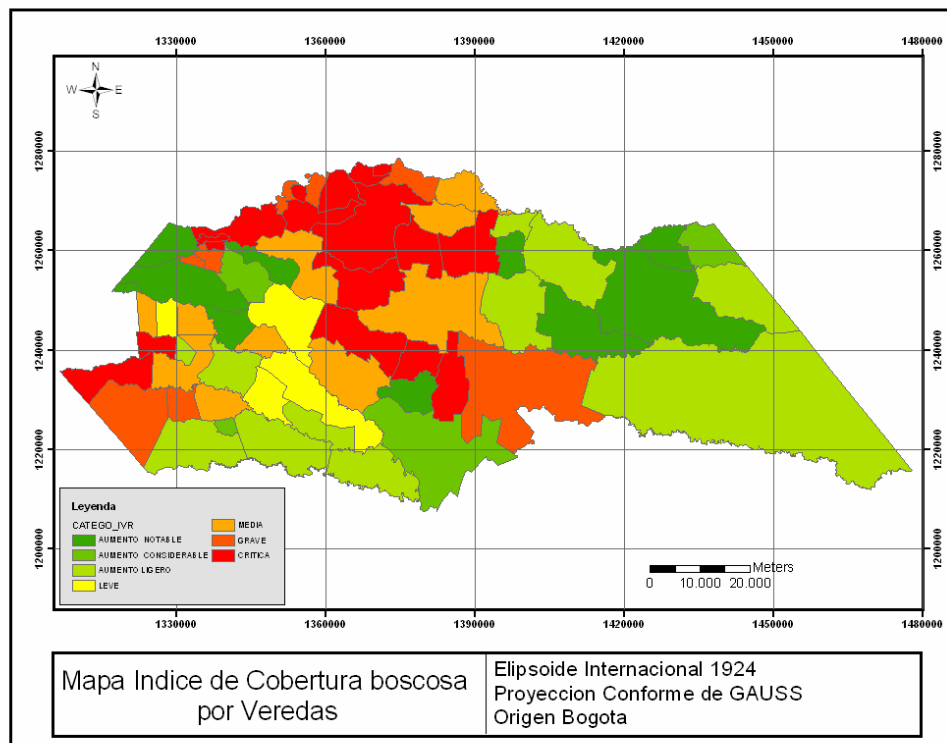 1330000 1360000 1390000 1420000 1450000 1480000
N
W E
S
1280000 1280000
1260000 1260000
1240000 1240000
1220000 1220000
1200000 1200000
Leyenda
CATEGO_IVR
AUMENTO NOTABLE
AUMENTO CONSIDERABLE
AUMENTO LIGERO
LEVE
MEDIA
GRAVE
CRITICA
Meters
0 10.000 20.000
1330000 1360000 1390000 1420000 1450000 1480000
Mapa Indice de Cobertura boscosa
por Veredas
Elipsoide Internacional 1924
Proyeccion Conforme de GAUSS
Origen Bogota